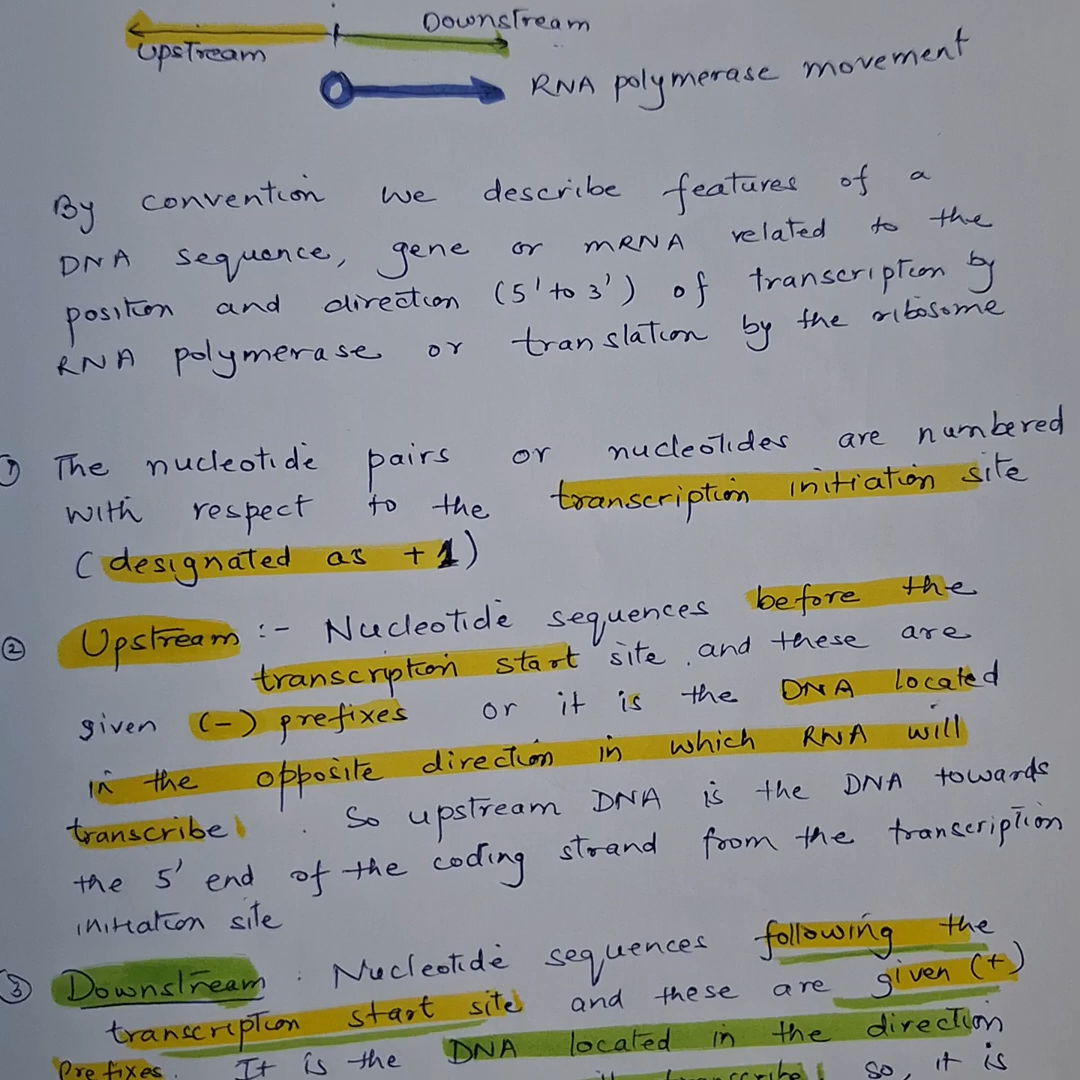 Downstream
Upstream
RNA polymerase movement
By convention we describe features of a
DNA sequence, gene or mRNA related to the
position and direction (5' to 3') of transcription by
RNA polymerase or translation by the ribosome
① The nucleotide pairs or nucleotides are numbered
with respect to the transcription initiation site
(designated as +1)
② Upstream :- Nucleotide sequences before the
transcription start site and these are
given (-) prefixes or it is the DNA located
in the opposite direction in which RNA will
transcribe. So upstream DNA is the DNA towards
the 5' end of the coding strand from the transcription
initiation site
③ Downstream : Nucleotide sequences following the
transcription start site and these are given (+)
Prefixes. It is the DNA located in the direction
transcribe. so, it is